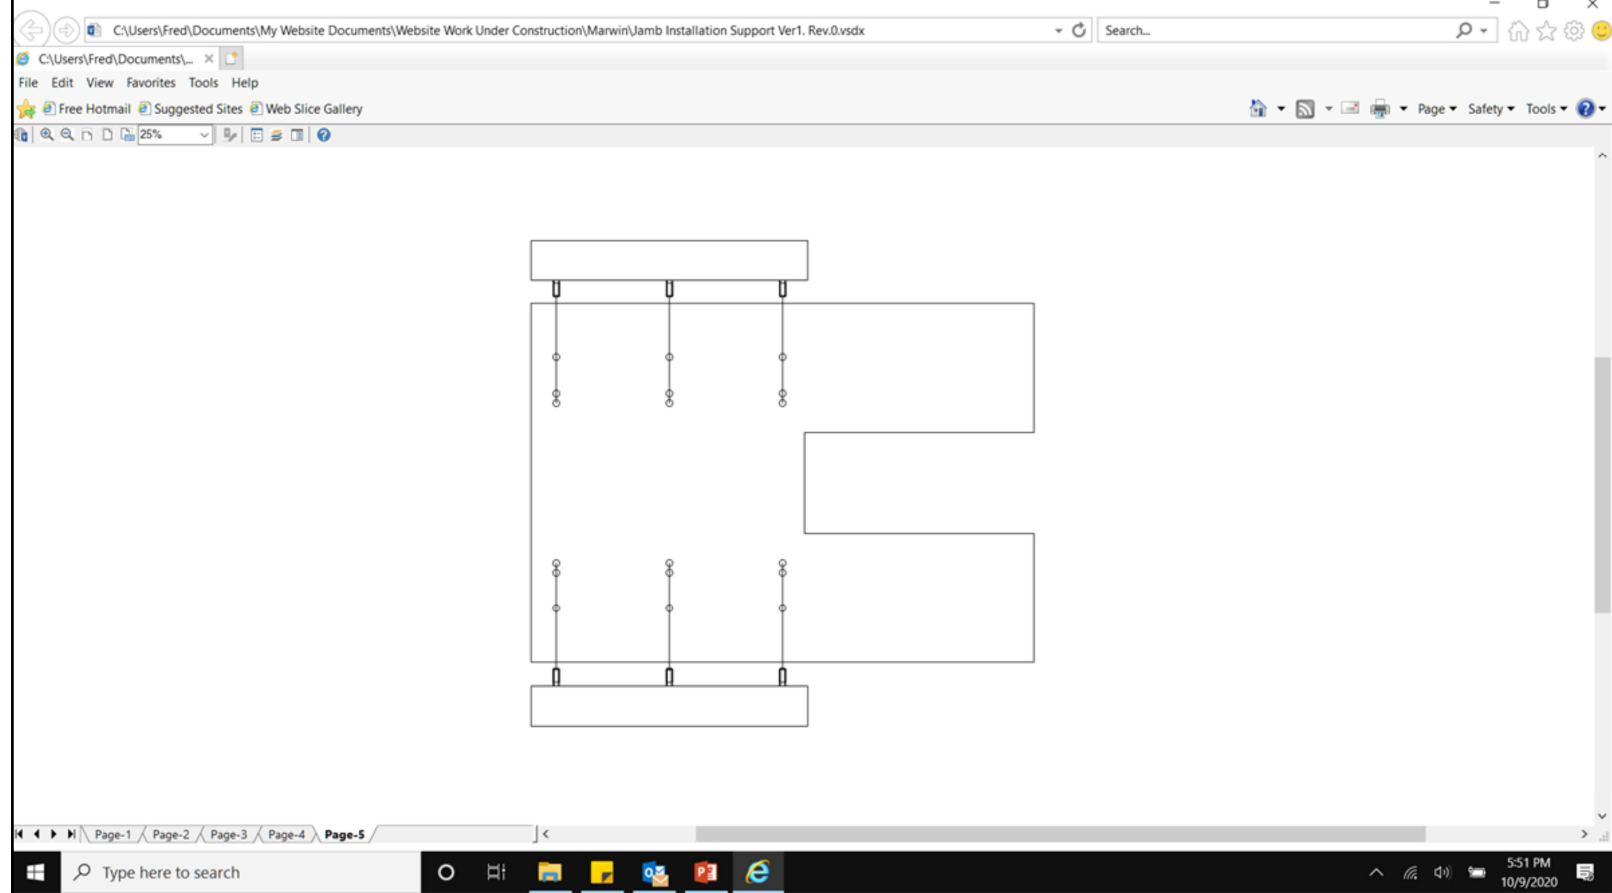 C:\Users\Fred\Documents\My Website Documents\Website Work Under Construction\Marwin\Jamb Installation Support Ver1. Rev.0.vsdx
Search...
C:\Users\Fred\Documents\...
File Edit View Favorites Tools Help
Free Hotmail Suggested Sites Web Slice Gallery
Page Safety Tools
25%
Page-1 Page-2 Page-3 Page-4 Page-5
Type here to search
5:51 PM
10/9/2020